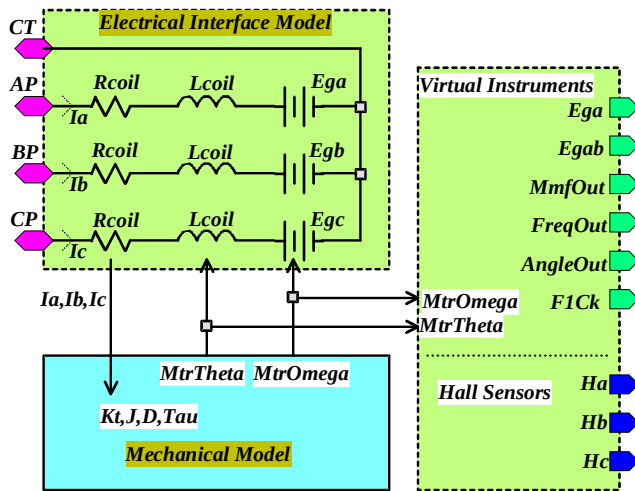 CT
Electrical Interface Model
AP
Rcoil
Lcoil
Ega
Ia
BP
Rcoil
Lcoil
Egb
Ib
CP
Rcoil
Lcoil
Egc
Ic
Ia,Ib,Ic
MtrTheta
MtrOmega
Kt,J,D,Tau
Mechanical Model
Virtual Instruments
Ega
Egab
MmfOut
FreqOut
AngleOut
F1Ck
MtrOmega
MtrTheta
Hall Sensors
Ha
Hb
Hc